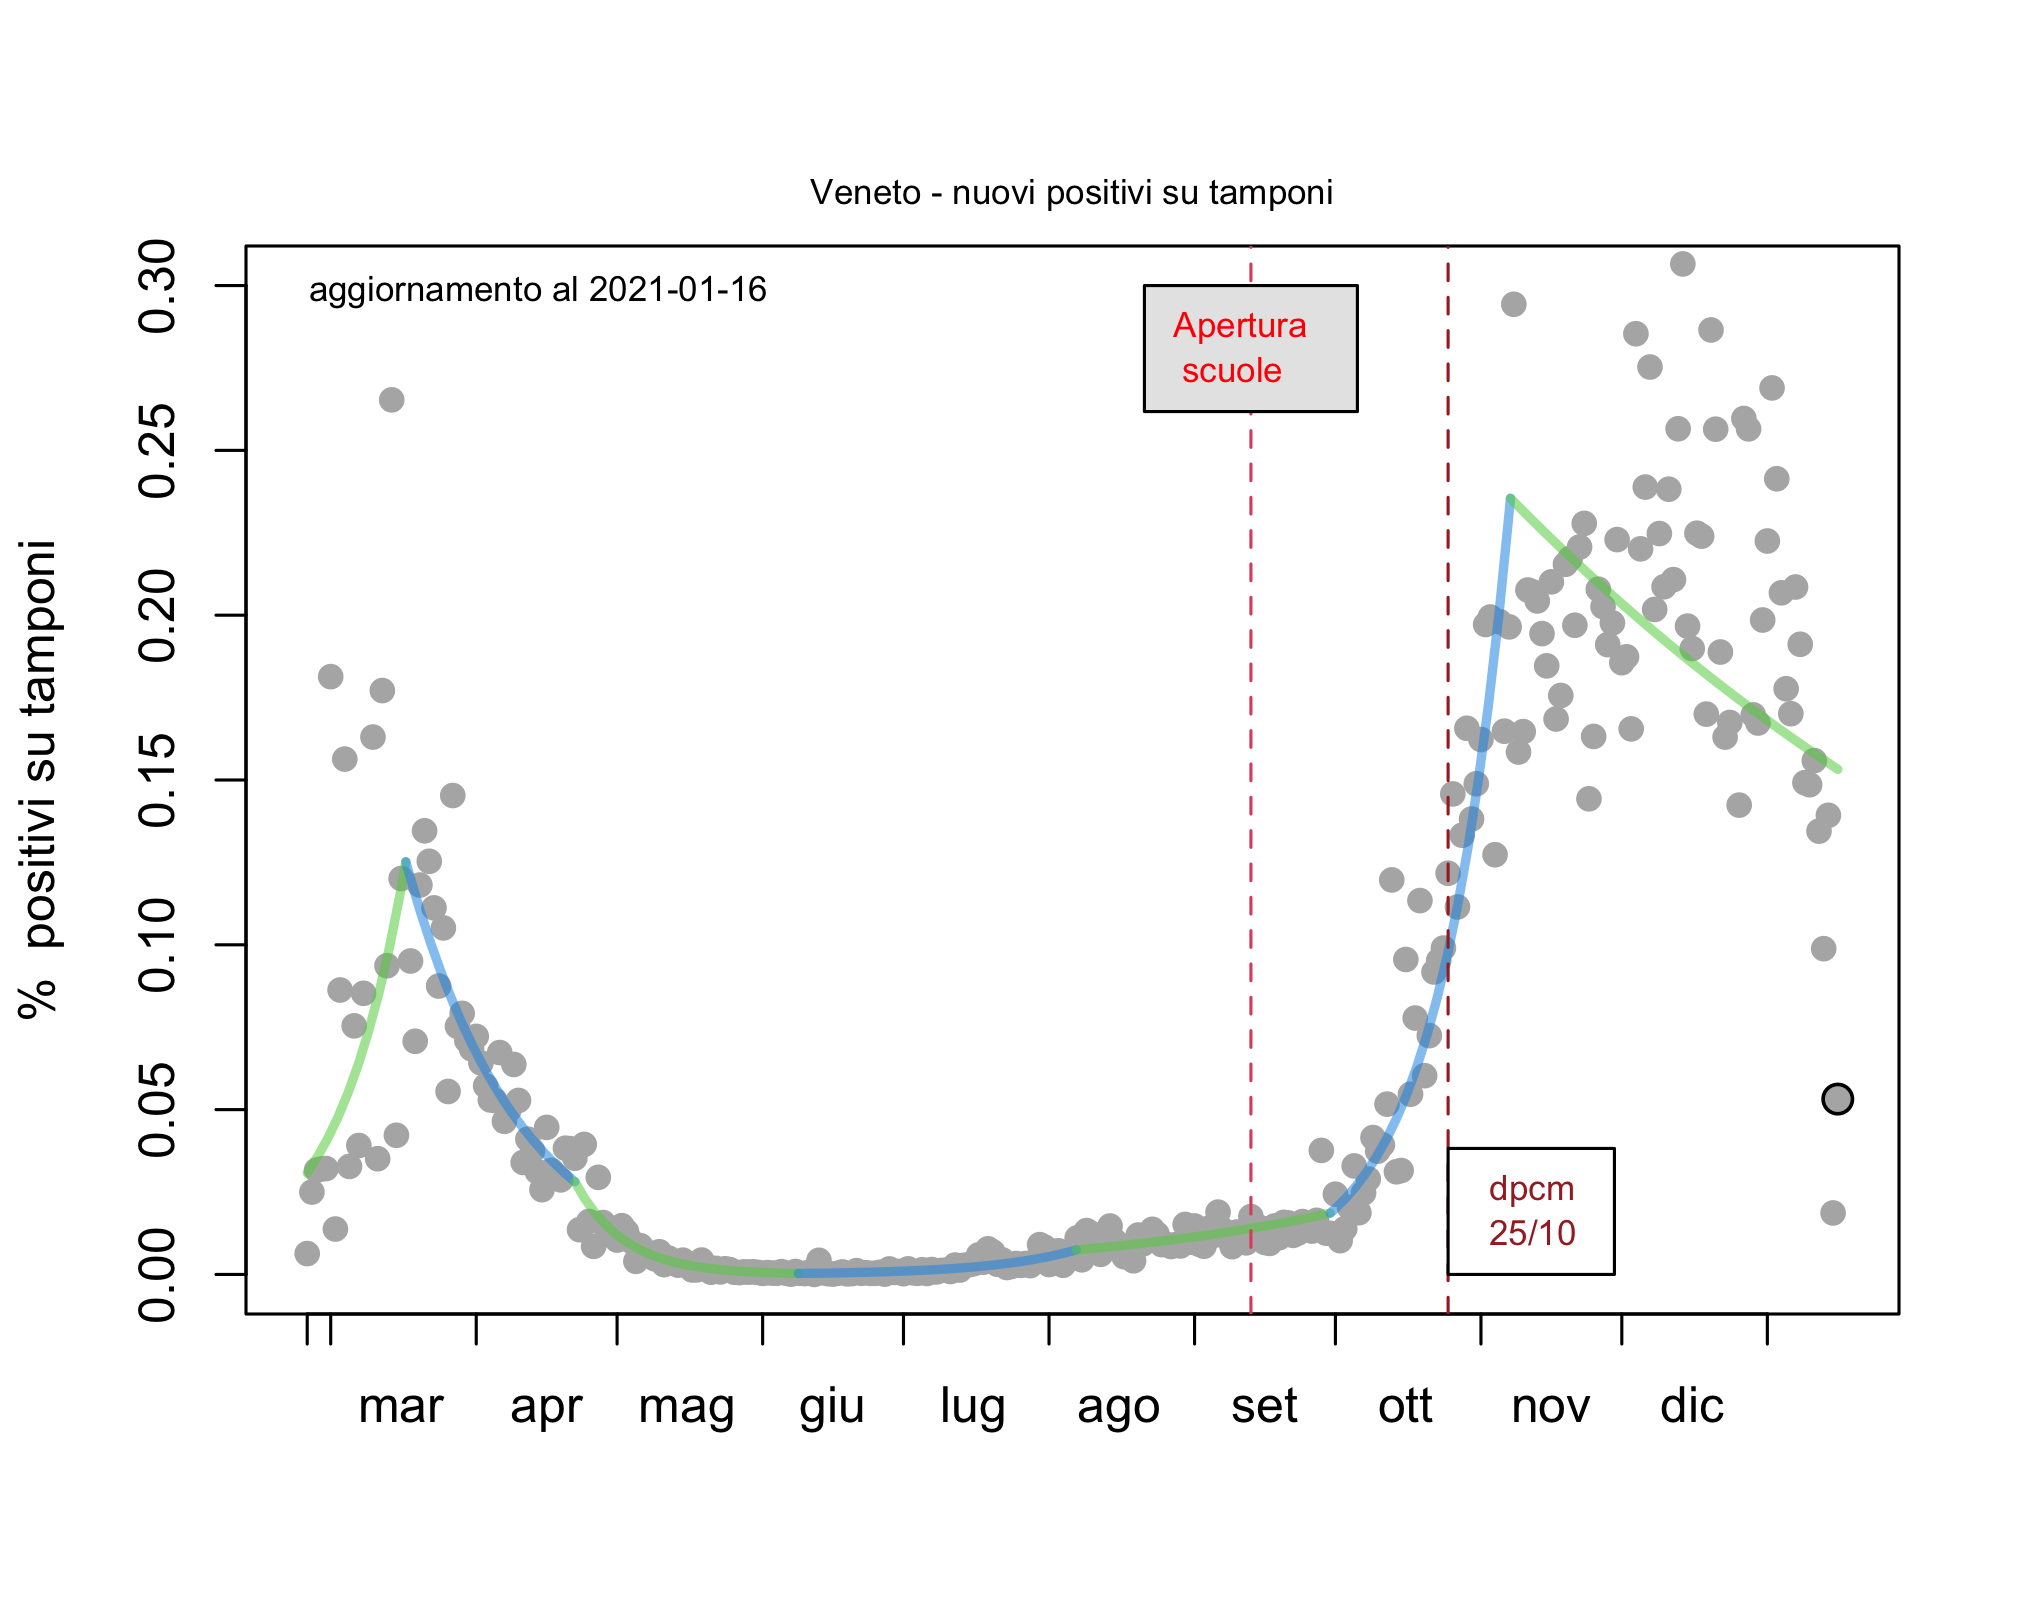 Veneto - nuovi positivi su tamponi
aggiornamento al 2021-01-16
Apertura
scuole
dpcm
25/10
% positivi su tamponi
0.30
0.25
0.20
0.15
0.10
0.05
0.00
mar apr mag giu lug ago set ott nov dic